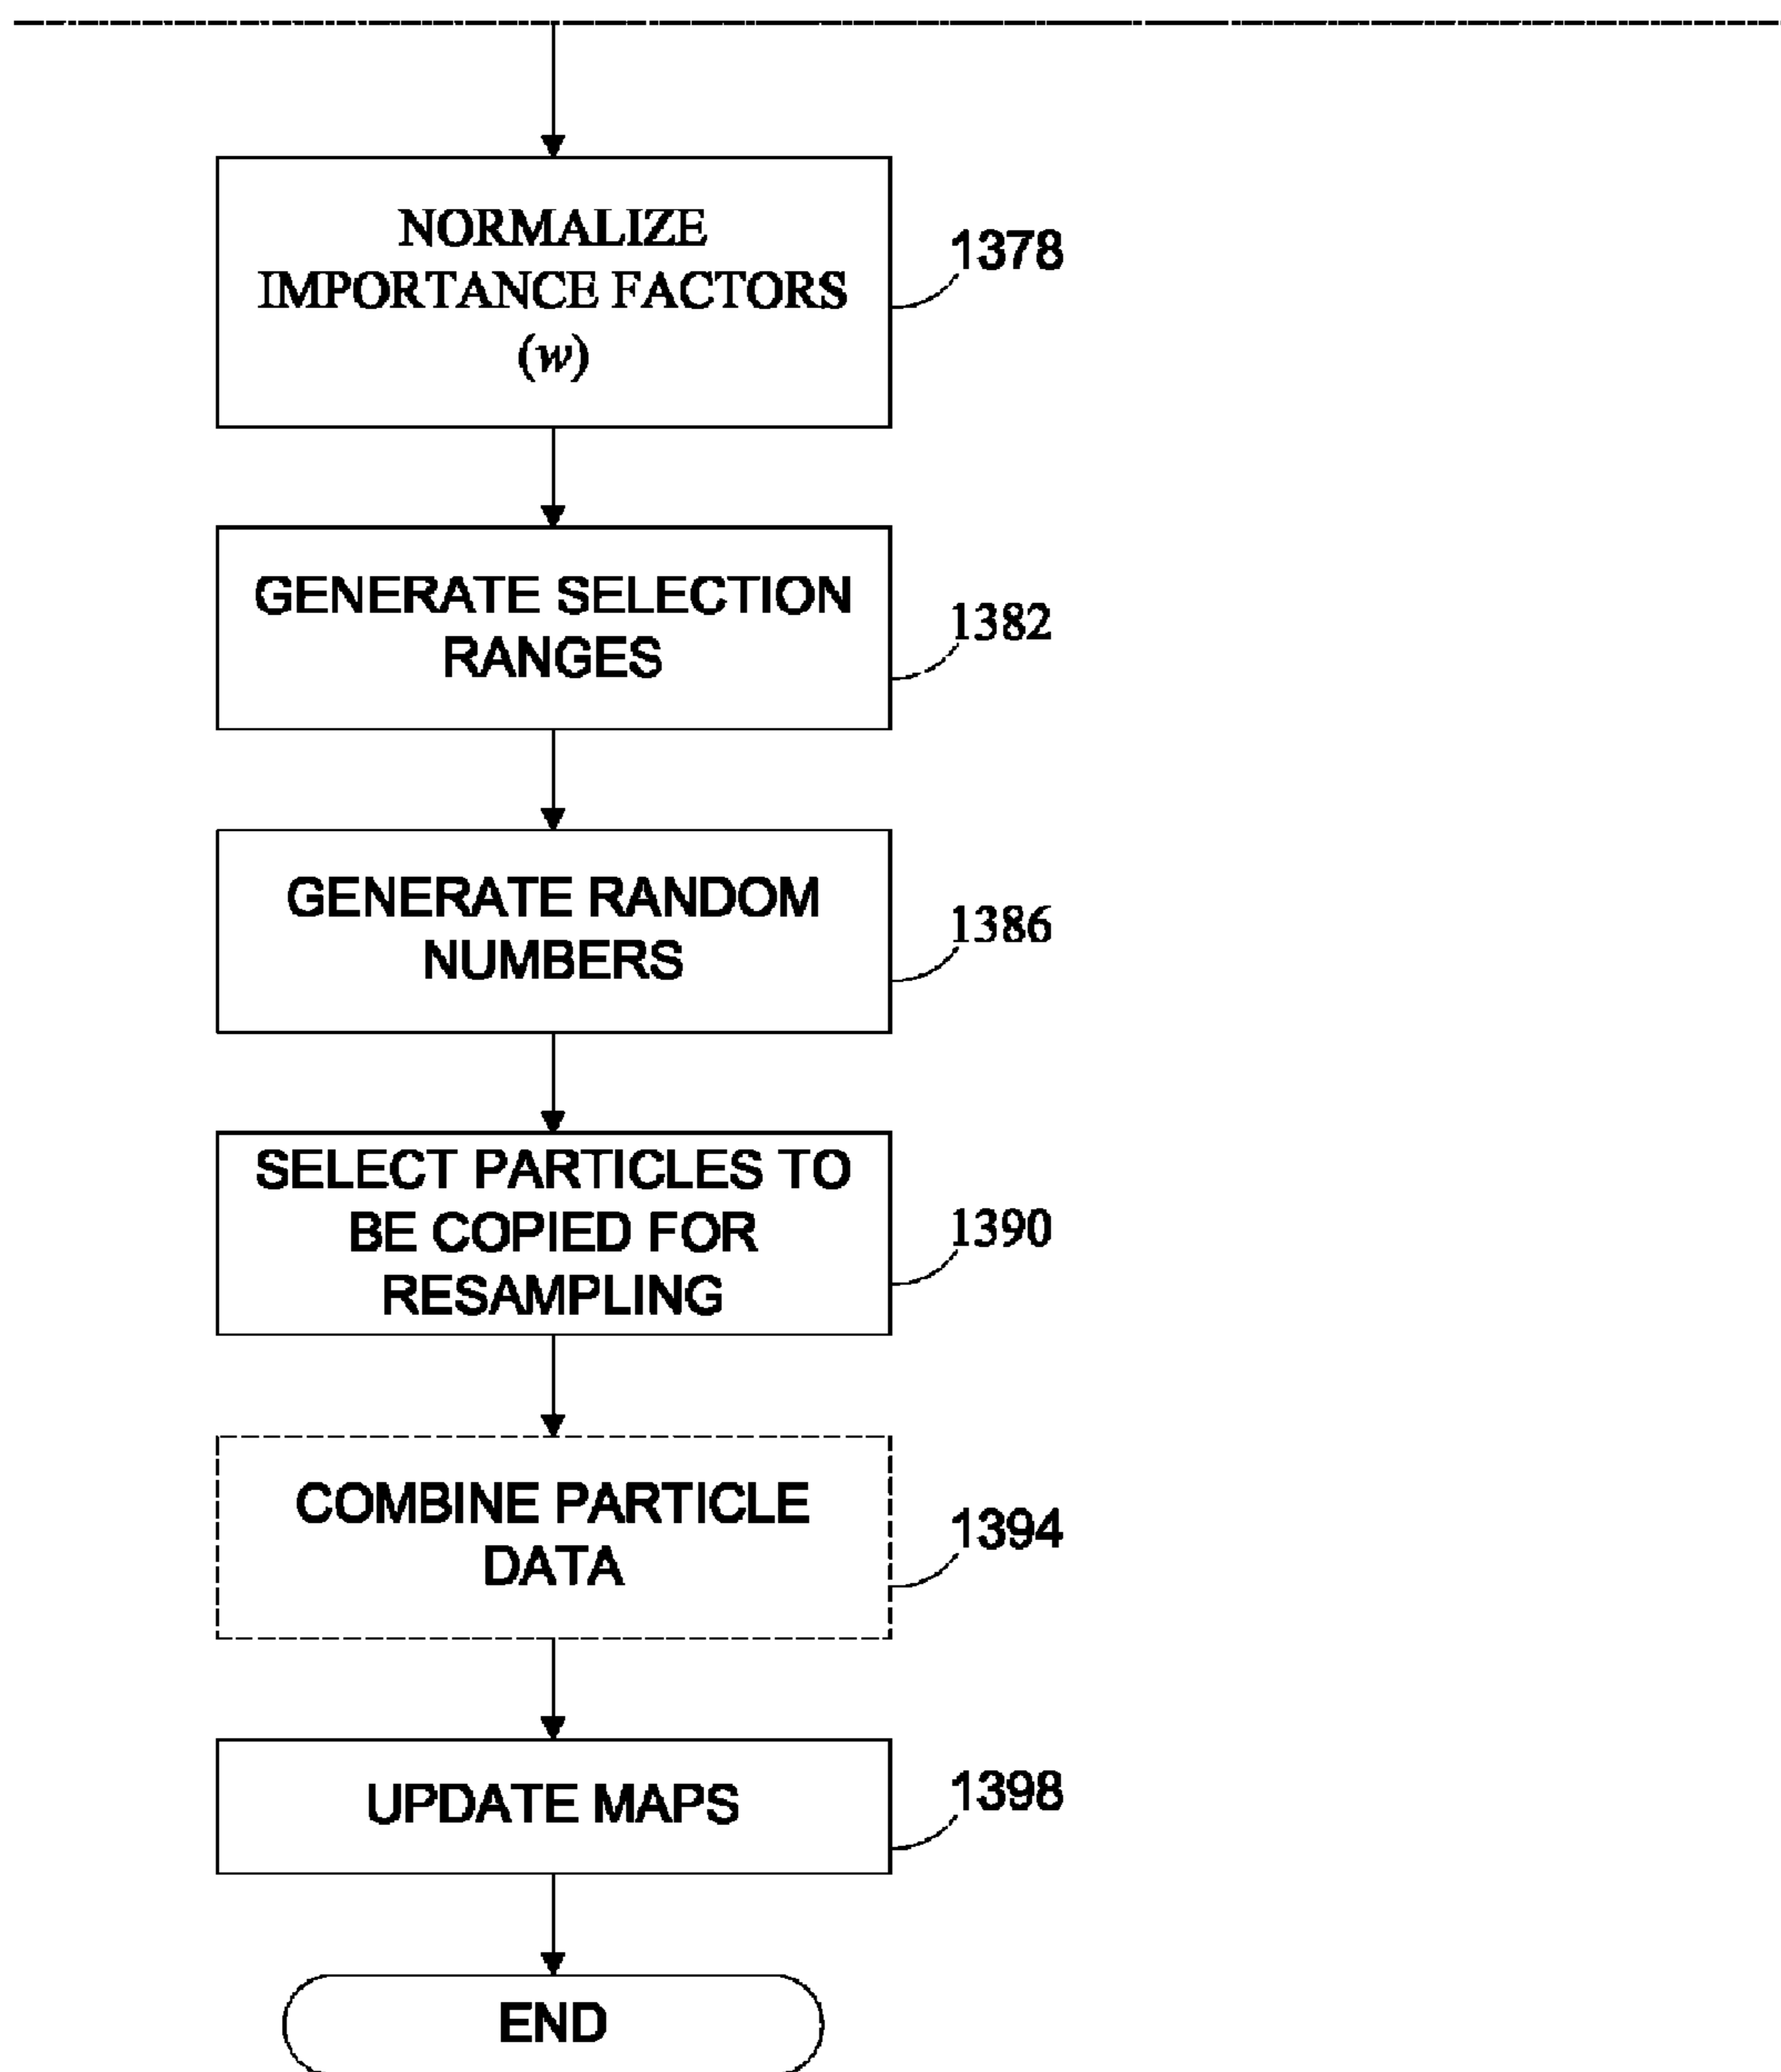 NORMALIZE
IMPORTANCE FACTORS
(w)
1378
GENERATE SELECTION
RANGES
1382
GENERATE RANDOM
NUMBERS
1386
SELECT PARTICLES TO
BE COPIED FOR
RESAMPLING
1390
COMBINE PARTICLE
DATA
1394
UPDATE MAPS
1398
END